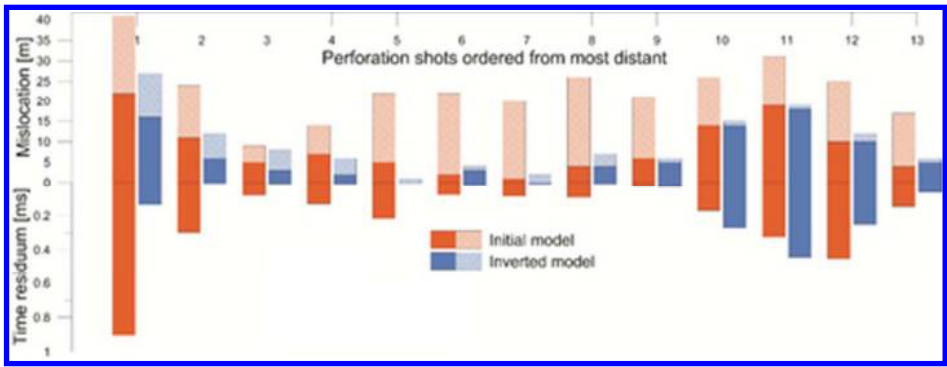 Mislocation [m]
40
35
30
25
20
15
10
5
0
1 2 3 4 5 6 7 8 9 10 11 12 13
Perforation shots ordered from most distant
Time residuum [ms]
0.2
0.4
0.6
0.8
1
Initial model
Inverted model